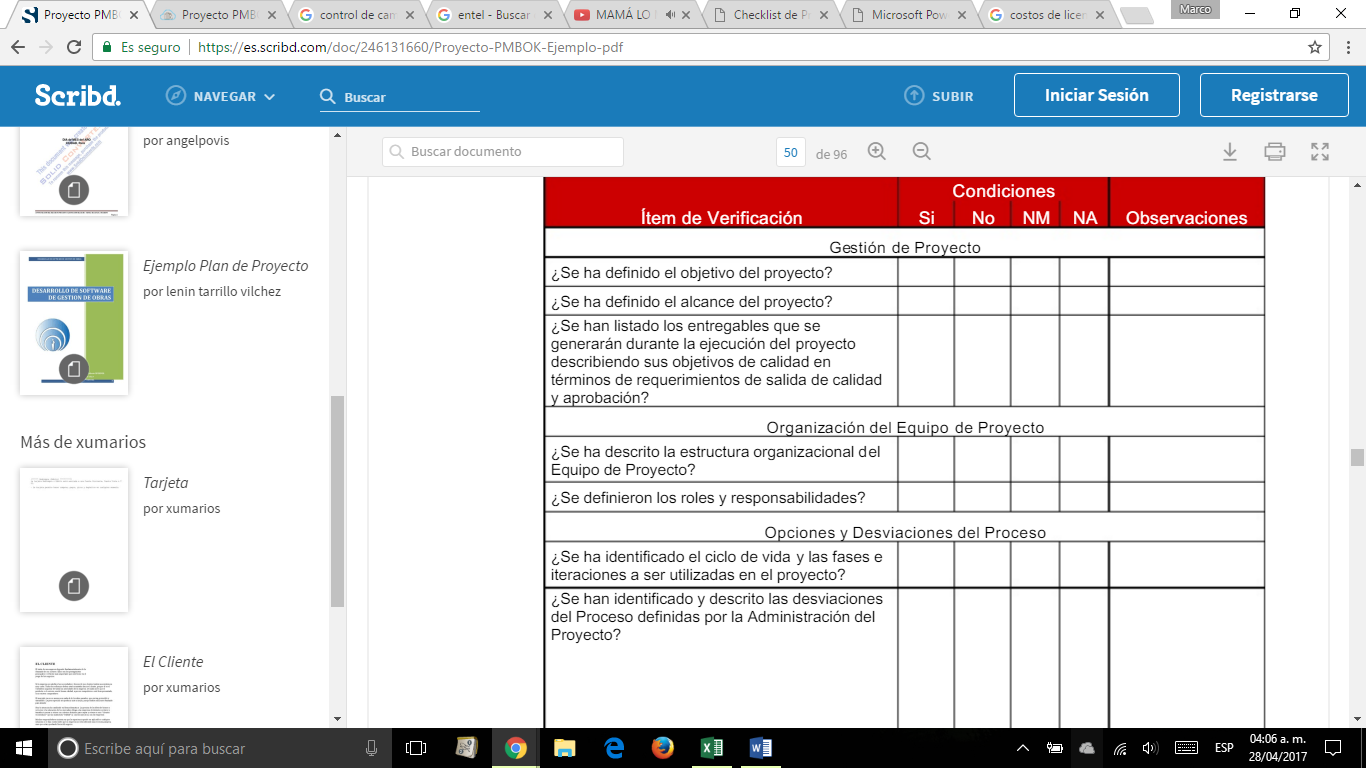 Proyecto PMB
Proyecto PMB
control de cam
entel - Buscar
MAMÁ LO
Checklist de P
Microsoft Pow
costos de licen
Marco
Es seguro
https://es.scribd.com/doc/246131660/Proyecto-PMBOK-Ejemplo-pdf
Scribd.
NAVEGAR
Buscar
SUBIR
Iniciar Sesión
Registrarse
por angelpovis
Ejemplo Plan de Proyecto
por lenin tarrillo vilchez
DESARROLLO DE SOFTWARE
DE GESTION DE OBRAS
Más de xumarios
Tarjeta
por xumarios
EL CLIENTE
El Cliente
por xumarios
Buscar documento
50
de 96
Condiciones
Ítem de Verificación
Si
No
NM
NA
Observaciones
Gestión de Proyecto
¿Se ha definido el objetivo del proyecto?
¿Se ha definido el alcance del proyecto?
¿Se han listado los entregables que se
generarán durante la ejecución del proyecto
describiendo sus objetivos de calidad en
términos de requerimientos de salida de calidad
y aprobación?
Organización del Equipo de Proyecto
¿Se ha descrito la estructura organizacional del
Equipo de Proyecto?
¿Se definieron los roles y responsabilidades?
Opciones y Desviaciones del Proceso
¿Se ha identificado el ciclo de vida y las fases e
iteraciones a ser utilizadas en el proyecto?
¿Se han identificado y descrito las desviaciones
del Proceso definidas por la Administración del
Proyecto?
Escribe aquí para buscar
ESP
04:06 a. m.
28/04/2017